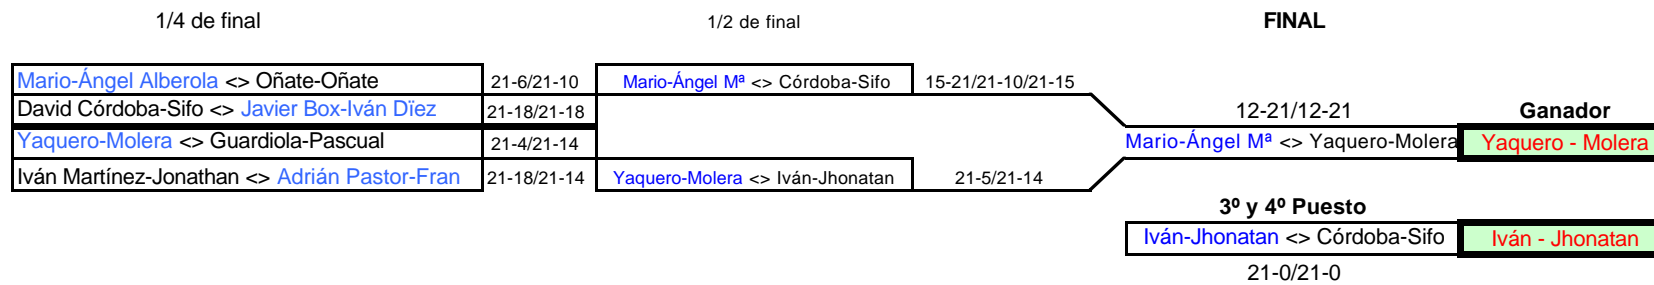 1/4 de final 1/2 de final FINAL
Mario-Ángel Alberola <> Oñate-Oñate 21-6/21-10 Mario-Ángel Mª <> Córdoba-Sifo 15-21/21-10/21-15
David Córdoba-Sifo <> Javier Box-Iván Dïez 21-18/21-18 12-21/12-21 Ganador
Yaquero-Molera <> Guardiola-Pascual 21-4/21-14 Mario-Ángel Mª <> Yaquero-Molera Yaquero - Molera
Iván Martínez-Jonathan <> Adrián Pastor-Fran 21-18/21-14 Yaquero-Molera <> Iván-Jhonatan 21-5/21-14
3º y 4º Puesto
Iván-Jhonatan <> Córdoba-Sifo Iván - Jhonatan
21-0/21-0